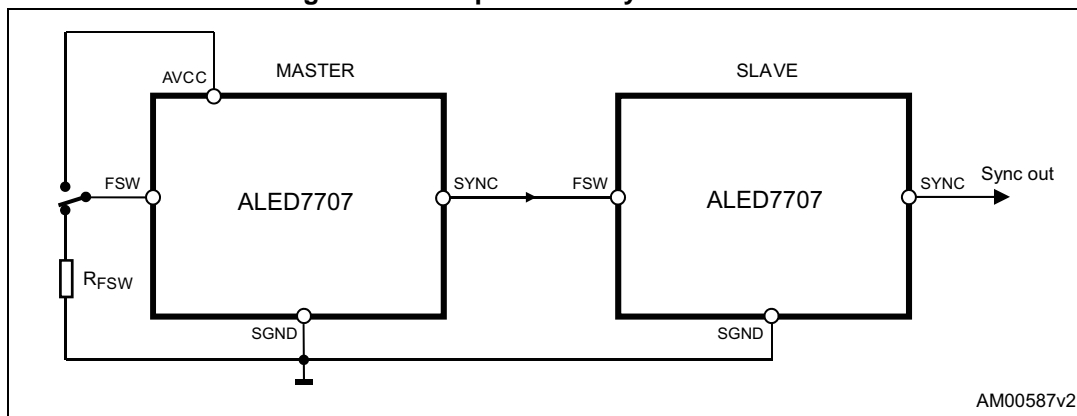 MASTER
SLAVE
AVCC
FSW
SYNC
FSW
SYNC
Sync out
ALED7707
ALED7707
RFSW
SGND
SGND
AM00587v2